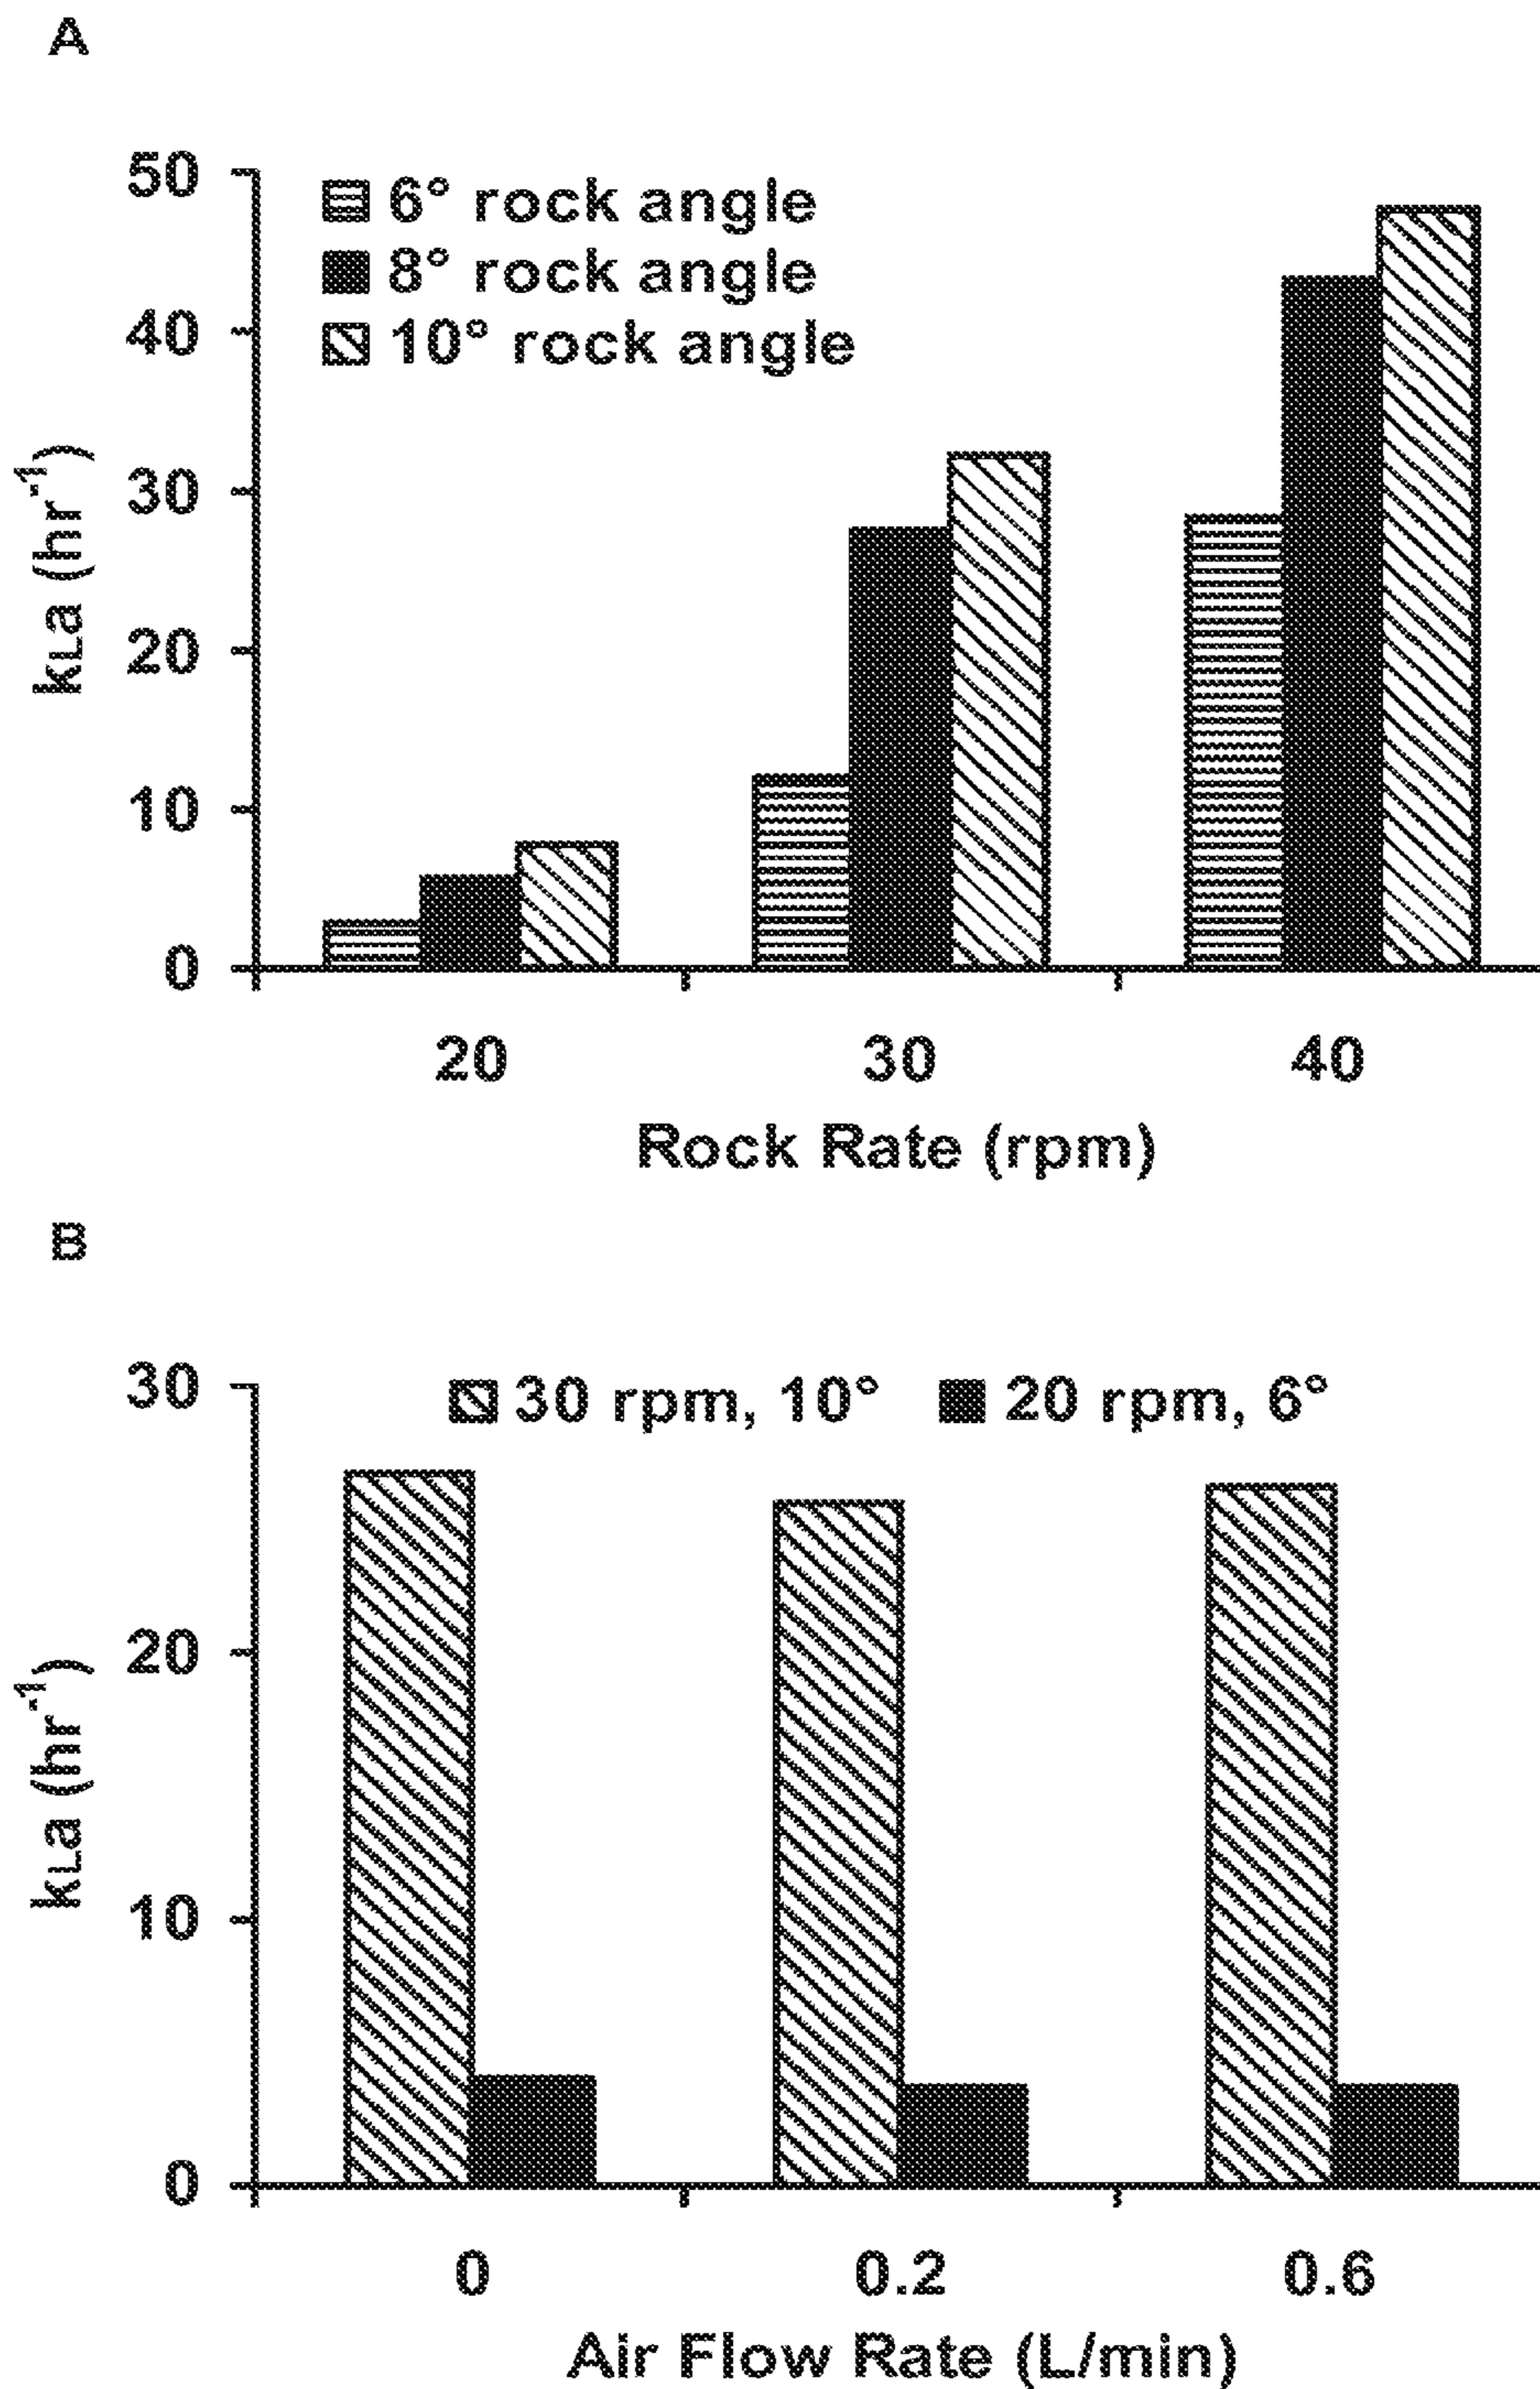 A
50
40
30
20
10
0
kLa (hr⁻¹)
6° rock angle
8° rock angle
10° rock angle
20 30 40
Rock Rate (rpm)
B
30
20
10
0
kLa (hr⁻¹)
30 rpm, 10° 20 rpm, 6°
0 0.2 0.6
Air Flow Rate (L/min)